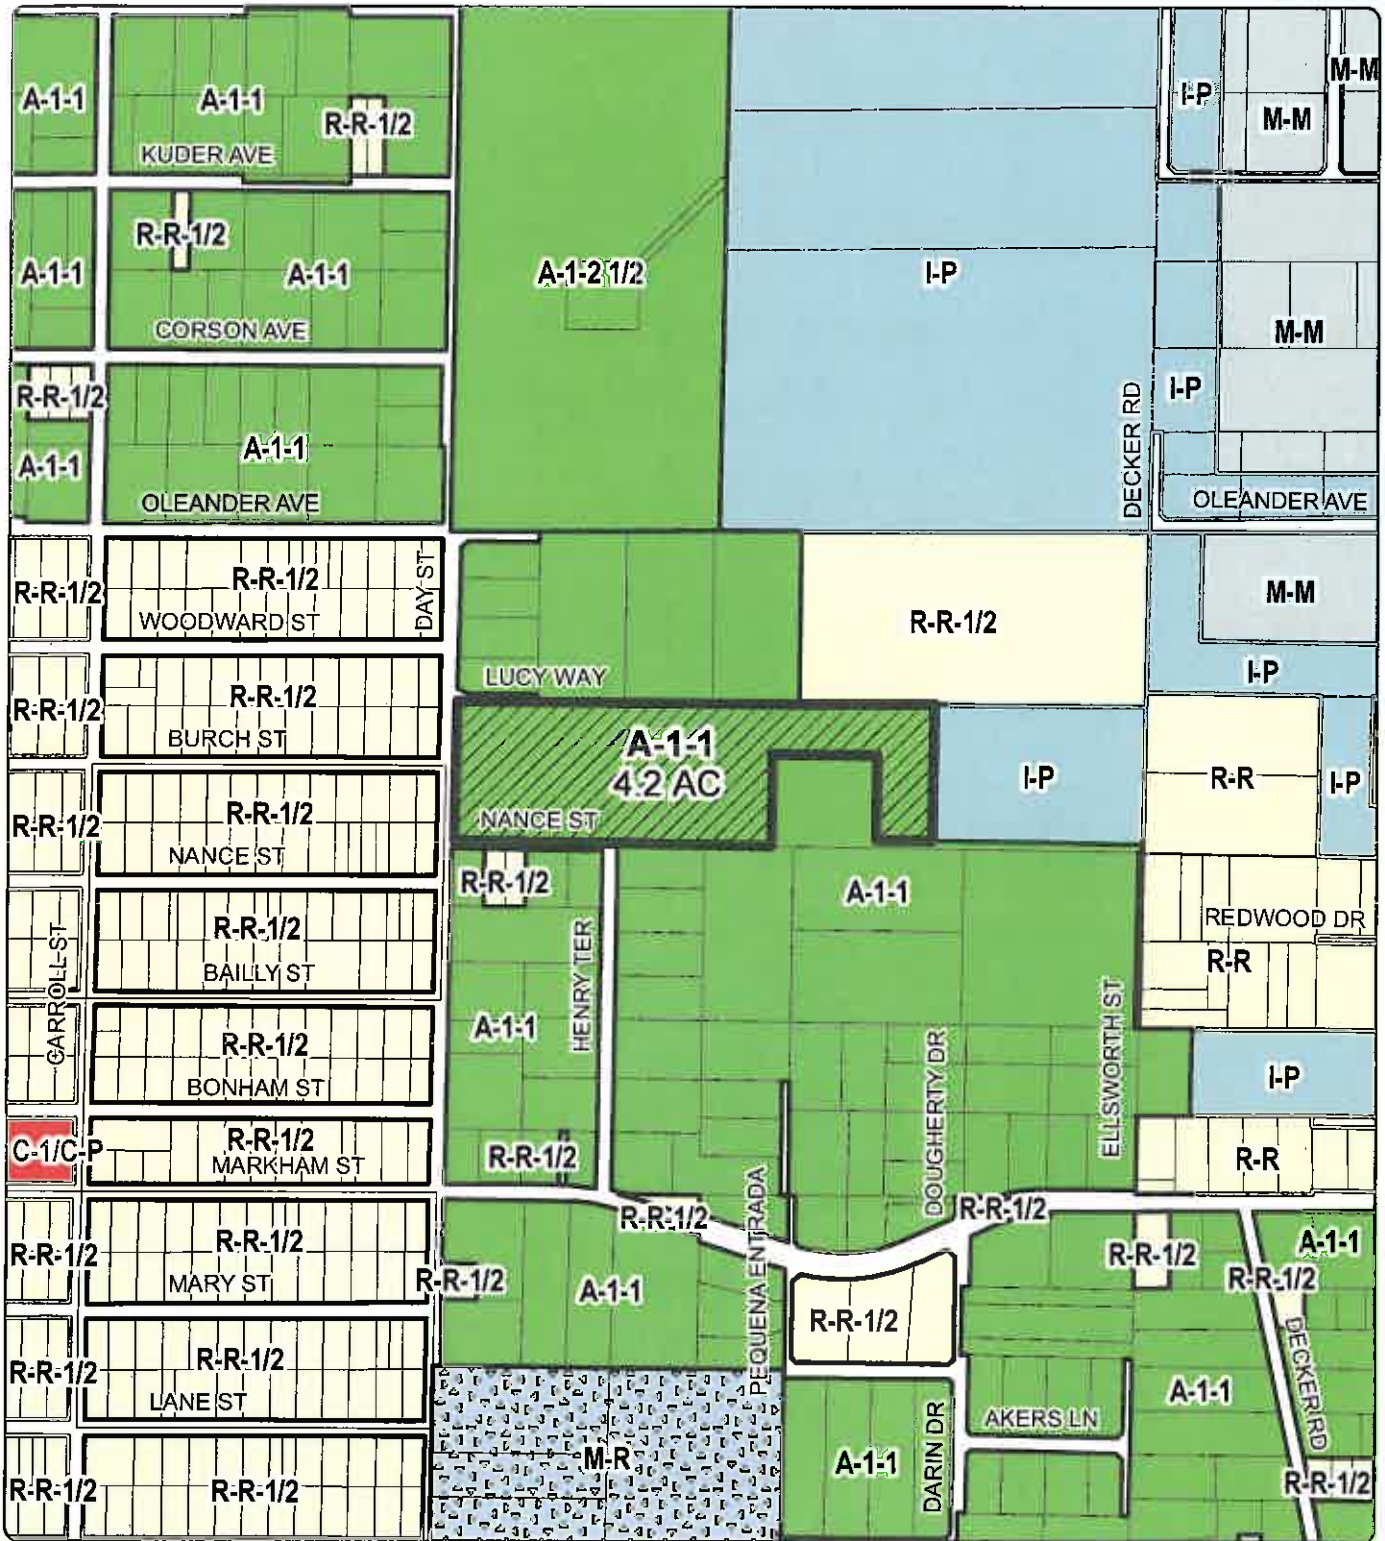 A-1-1
A-1-1
R-R-1/2
KUDER AVE
I-P
M-M
M-M
R-R-1/2
A-1-1
A-1-1
CORSON AVE
A-1-2 1/2
I-P
M-M
R-R-1/2
A-1-1
A-1-1
OLEANDER AVE
DECKER RD
I-P
OLEANDER AVE
R-R-1/2
R-R-1/2
WOODWARD ST
DAY ST
R-R-1/2
M-M
I-P
LUCY WAY
R-R-1/2
R-R-1/2
BURCH ST
A-1-1
4.2 AC
NANCE ST
I-P
R-R
I-P
R-R-1/2
R-R-1/2
NANCE ST
R-R-1/2
A-1-1
REDWOOD DR
R-R
CARROLL ST
R-R-1/2
BAILLY ST
HENRY TER
A-1-1
R-R-1/2
BONHAM ST
DOUGHERTY DR
ELLSWORTH ST
I-P
C-1/C-P
R-R-1/2
MARKHAM ST
R-R-1/2
R-R
R-R-1/2
R-R-1/2
MARY ST
R-R-1/2
R-R-1/2
A-1-1
PEQUENA ENTRADA
R-R-1/2
R-R-1/2
R-R-1/2
R-R-1/2
A-1-1
DECKER RD
R-R-1/2
R-R-1/2
LANE ST
A-1-1
AKERS LN
DARIN DR
A-1-1
M-R
R-R-1/2
R-R-1/2
R-R-1/2